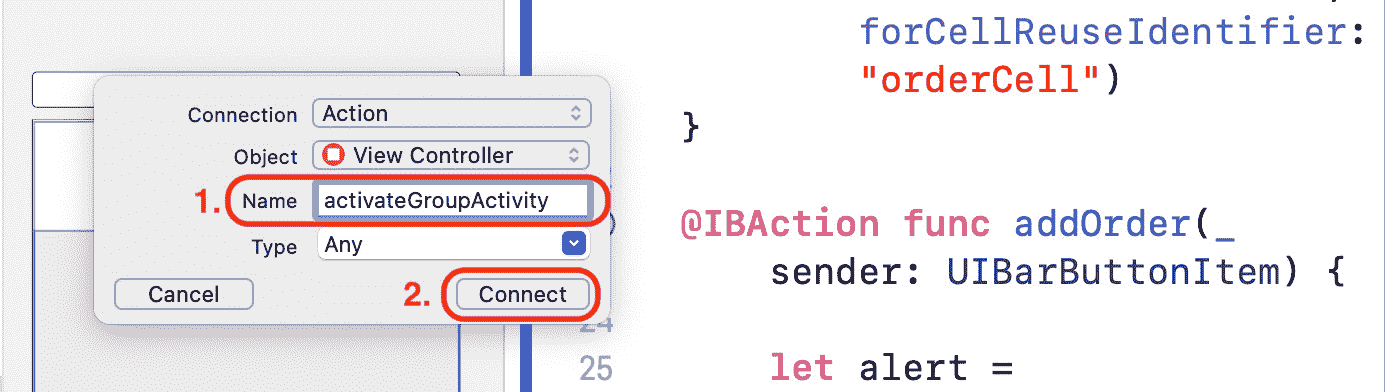 Connection Action
Object View Controller
1. Name activateGroupActivity
Type Any
Cancel 2. Connect
forCellReuseIdentifier:
"orderCell")
}
@IBAction func addOrder(_
sender: UIBarButtonItem) {
24
25 let alert =